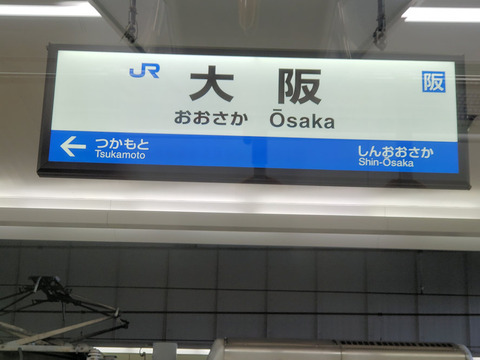 JR 大阪 阪
おおさか Ōsaka
← つかもと しんおおさか
Tsukamoto Shin-Ōsaka